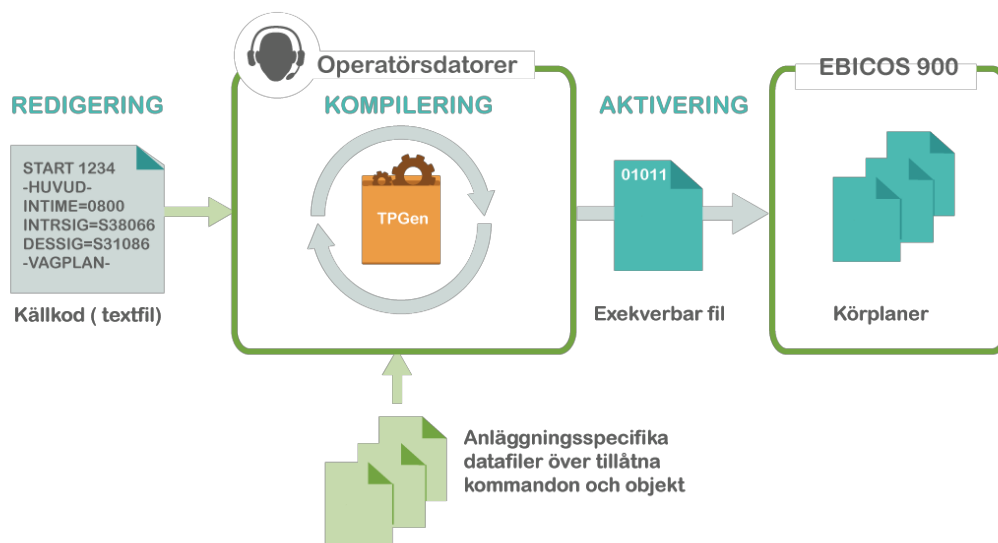 Operatörsdatorer
EBICOS 900
REDIGERING
KOMPILERING
AKTIVERING
START 1234
-HUVUD-
INTIME=0800
INTRSIG=S38066
DESSIG=S31086
-VAGPLAN-
TPGen
01011
Källkod ( textfil)
Exekverbar fil
Körplaner
Anläggningsspecifika
datafiler över tillåtna
kommandon och objekt